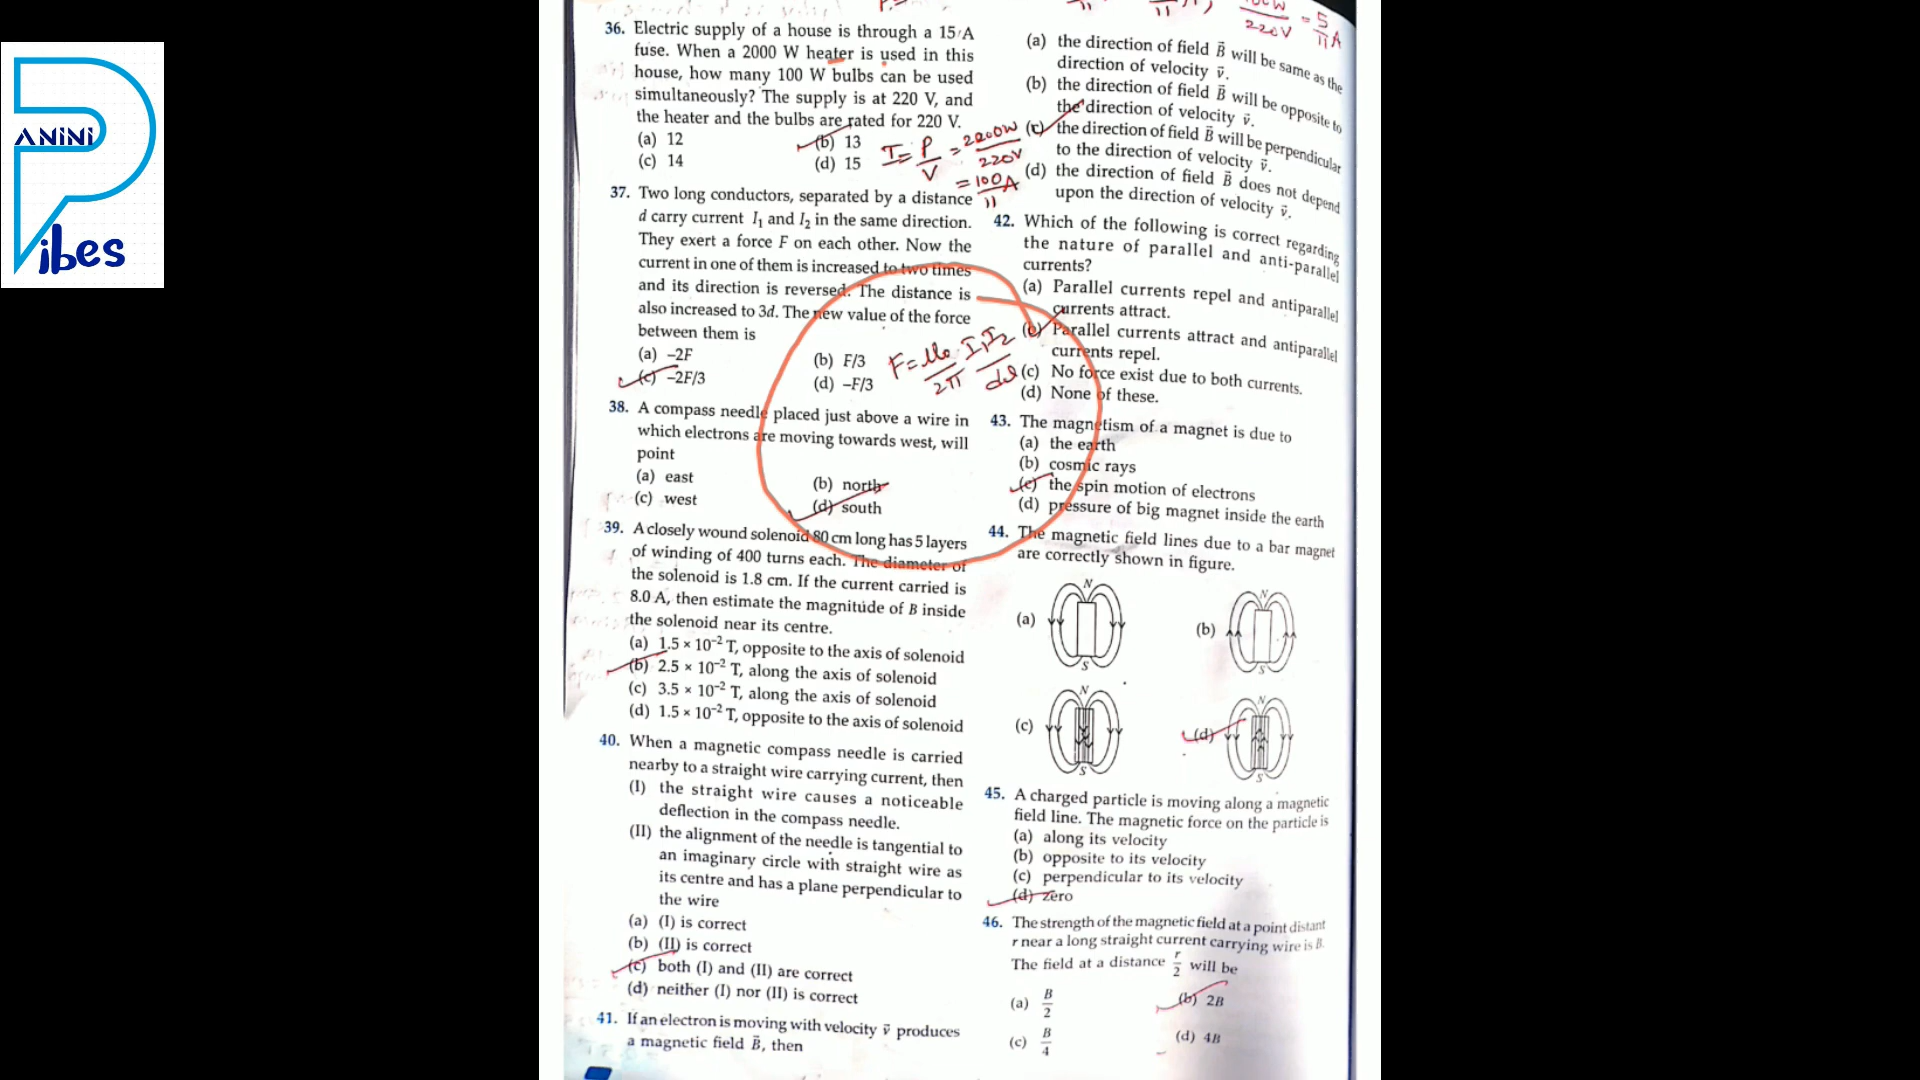 PANINI
Vibes
36. Electric supply of a house is through a 15 A
fuse. When a 2000 W heater is used in this
house, how many 100 W bulbs can be used
simultaneously? The supply is at 220 V, and
the heater and the bulbs are rated for 220 V.
(a) 12 (b) 13
(c) 14 (d) 15
I = P/V = 2200W/220V
= 100/11 A
37. Two long conductors, separated by a distance
d carry current I₁ and I₂ in the same direction.
They exert a force F on each other. Now the
current in one of them is increased to two times
and its direction is reversed. The distance is
also increased to 3d. The new value of the force
between them is
(a) –2F (b) F/3
(c) –2F/3 (d) –F/3
F = μ₀/2π I₁I₂/d l
38. A compass needle placed just above a wire in
which electrons are moving towards west, will
point
(a) east (b) north
(c) west (d) south
39. A closely wound solenoid 80 cm long has 5 layers
of winding of 400 turns each. The diameter of
the solenoid is 1.8 cm. If the current carried is
8.0 A, then estimate the magnitude of B inside
the solenoid near its centre.
(a) 1.5 × 10⁻² T, opposite to the axis of solenoid
(b) 2.5 × 10⁻² T, along the axis of solenoid
(c) 3.5 × 10⁻² T, along the axis of solenoid
(d) 1.5 × 10⁻² T, opposite to the axis of solenoid
40. When a magnetic compass needle is carried
nearby to a straight wire carrying current, then
(I) the straight wire causes a noticeable
deflection in the compass needle.
(II) the alignment of the needle is tangential to
an imaginary circle with straight wire as
its centre and has a plane perpendicular to
the wire
(a) (I) is correct
(b) (II) is correct
(c) both (I) and (II) are correct
(d) neither (I) nor (II) is correct
41. If an electron is moving with velocity v⃗ produces
a magnetic field B⃗, then
220V = 5/11 A
(a) the direction of field B⃗ will be same as the
direction of velocity v⃗.
(b) the direction of field B⃗ will be opposite to
the direction of velocity v⃗.
(c) the direction of field B⃗ will be perpendicular
to the direction of velocity v⃗.
(d) the direction of field B⃗ does not depend
upon the direction of velocity v⃗.
42. Which of the following is correct regarding
the nature of parallel and anti-parallel
currents?
(a) Parallel currents repel and antiparallel
currents attract.
(b) Parallel currents attract and antiparallel
currents repel.
(c) No force exist due to both currents.
(d) None of these.
43. The magnetism of a magnet is due to
(a) the earth
(b) cosmic rays
(c) the spin motion of electrons
(d) pressure of big magnet inside the earth
44. The magnetic field lines due to a bar magnet
are correctly shown in figure.
N N
(a) (b)
S S
N N
(c) (d)
S S
45. A charged particle is moving along a magnetic
field line. The magnetic force on the particle is
(a) along its velocity
(b) opposite to its velocity
(c) perpendicular to its velocity
(d) zero
46. The strength of the magnetic field at a point distant
r near a long straight current carrying wire is B.
The field at a distance r/2 will be
(a) B/2 (b) 2B
(c) B/4 (d) 4B